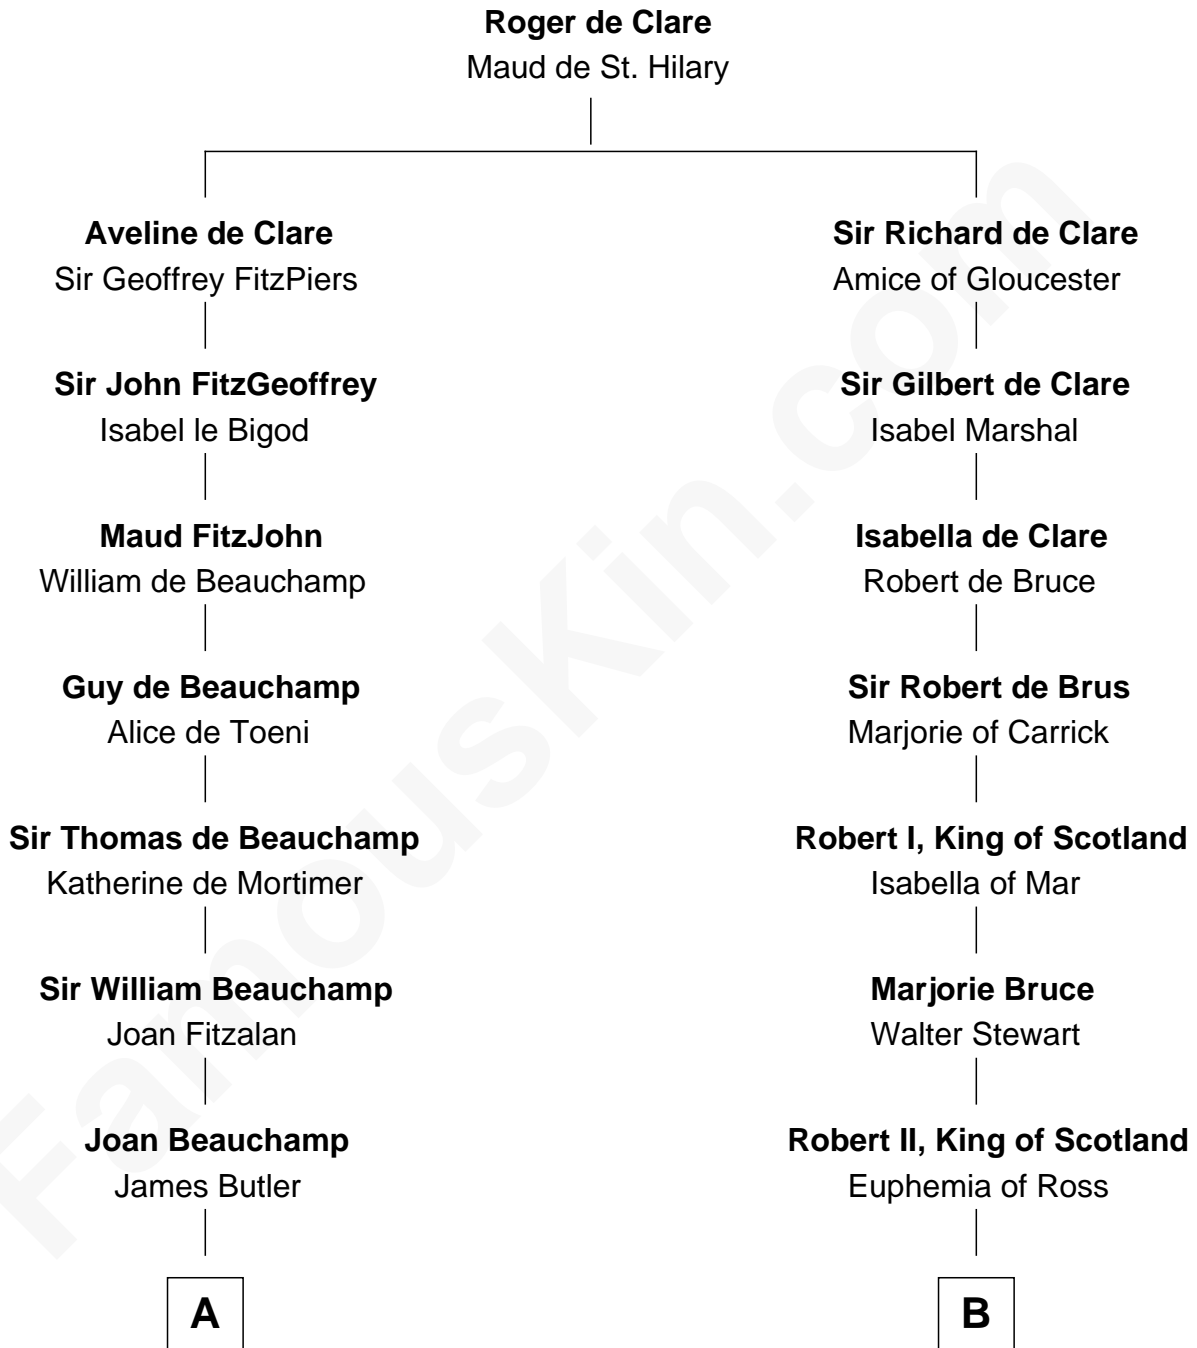 Roger de Clare
Maud de St. Hilary
Aveline de Clare
Sir Geoffrey FitzPiers
Sir Richard de Clare
Amice of Gloucester
Sir John FitzGeoffrey
Isabel le Bigod
Sir Gilbert de Clare
Isabel Marshal
Maud FitzJohn
William de Beauchamp
Isabella de Clare
Robert de Bruce
Guy de Beauchamp
Alice de Toeni
Sir Robert de Brus
Marjorie of Carrick
Sir Thomas de Beauchamp
Katherine de Mortimer
Robert I, King of Scotland
Isabella of Mar
Sir William Beauchamp
Joan Fitzalan
Marjorie Bruce
Walter Stewart
Joan Beauchamp
James Butler
Robert II, King of Scotland
Euphemia of Ross
A
B
FamousKin.com